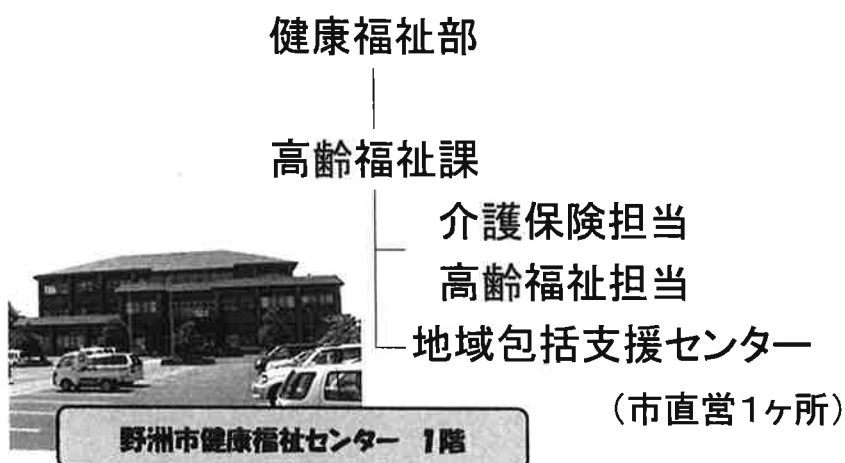 健康福祉部
高齢福祉課
介護保険担当
高齢福祉担当
地域包括支援センター
（市直営1ヶ所）
野洲市健康福祉センター 1階